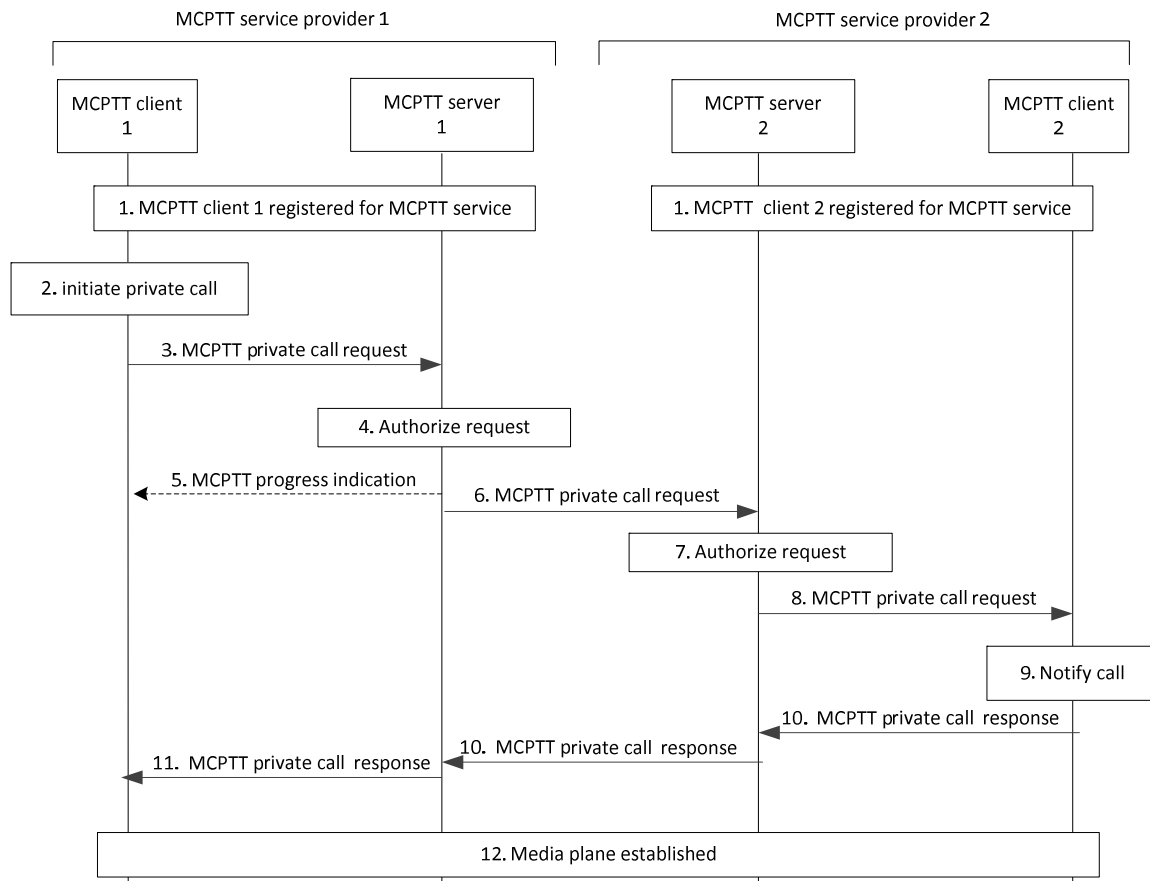 MCPTT service provider 1
MCPTT service provider 2
MCPTT client
1
MCPTT server
1
MCPTT server
2
MCPTT client
2
1. MCPTT client 1 registered for MCPTT service
1. MCPTT client 2 registered for MCPTT service
2. initiate private call
3. MCPTT private call request
4. Authorize request
5. MCPTT progress indication
6. MCPTT private call request
7. Authorize request
8. MCPTT private call request
9. Notify call
10. MCPTT private call response
10. MCPTT private call response
11. MCPTT private call response
12. Media plane established